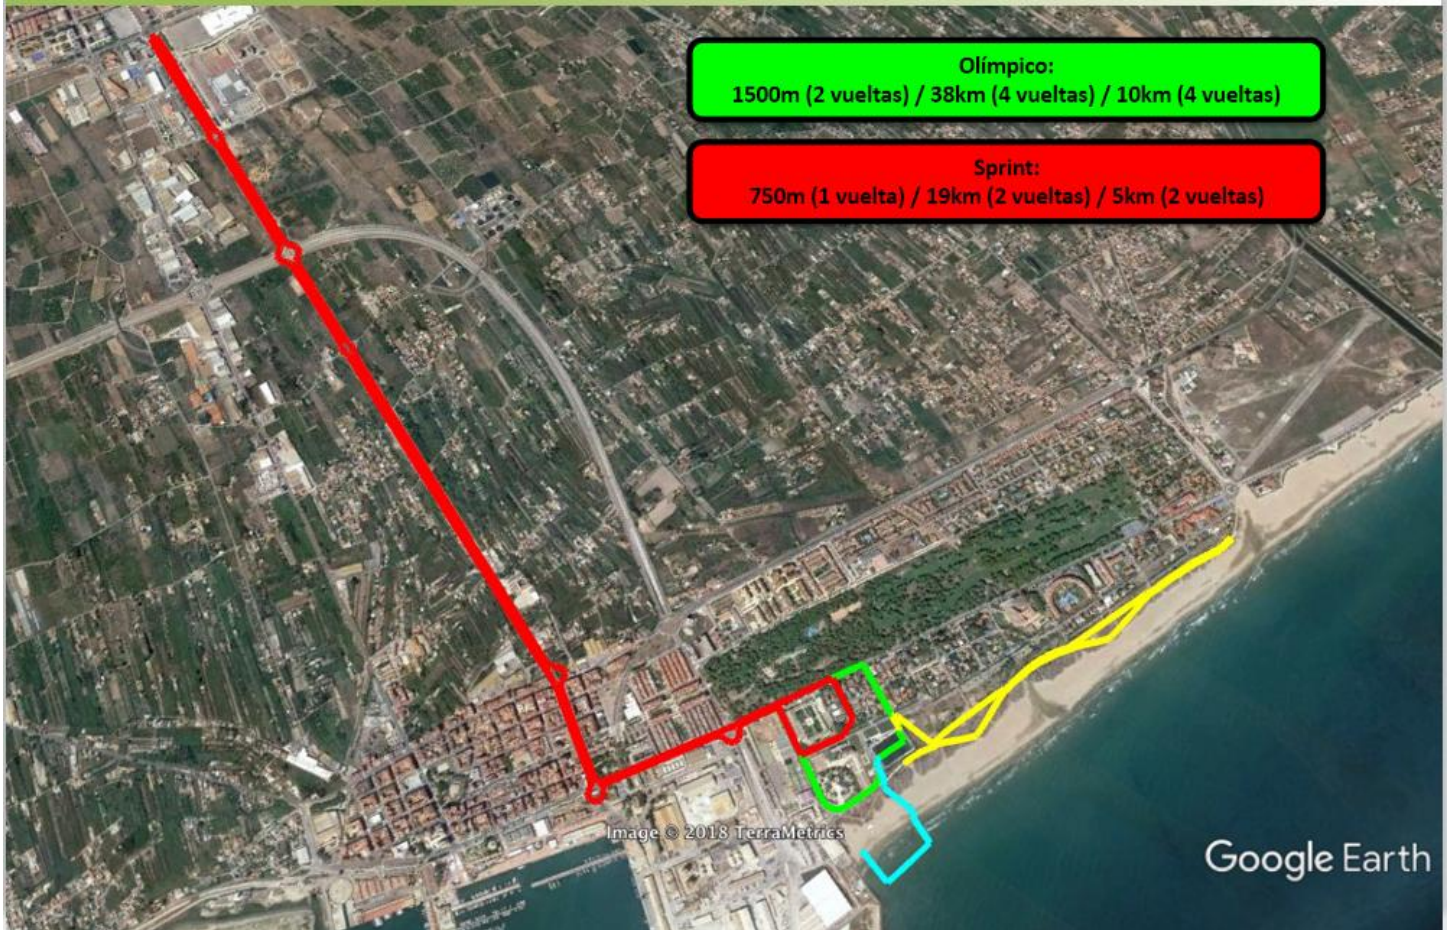 Olímpico:
1500m (2 vueltas) / 38km (4 vueltas) / 10km (4 vueltas)
Sprint:
750m (1 vuelta) / 19km (2 vueltas) / 5km (2 vueltas)
Image © 2018 TerraMetrics
Google Earth